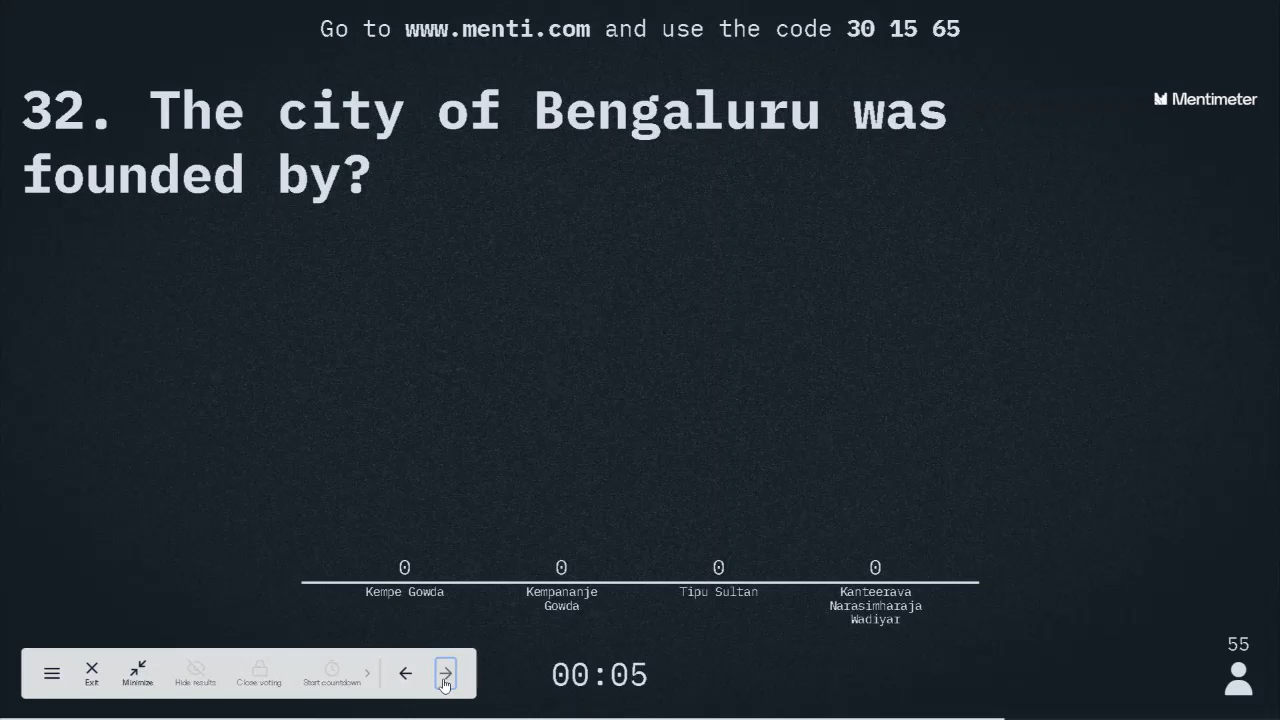 Go to www.menti.com and use the code 30 15 65
32. The city of Bengaluru was
founded by?
Mentimeter
0 0 0 0
Kempe Gowda
Kempananje
Gowda
Tipu Sultan
Kanteerava
Narasimharaja
Wadiyar
Exit
Minimize
Hide results
Close voting
Start countdown
00:05
55